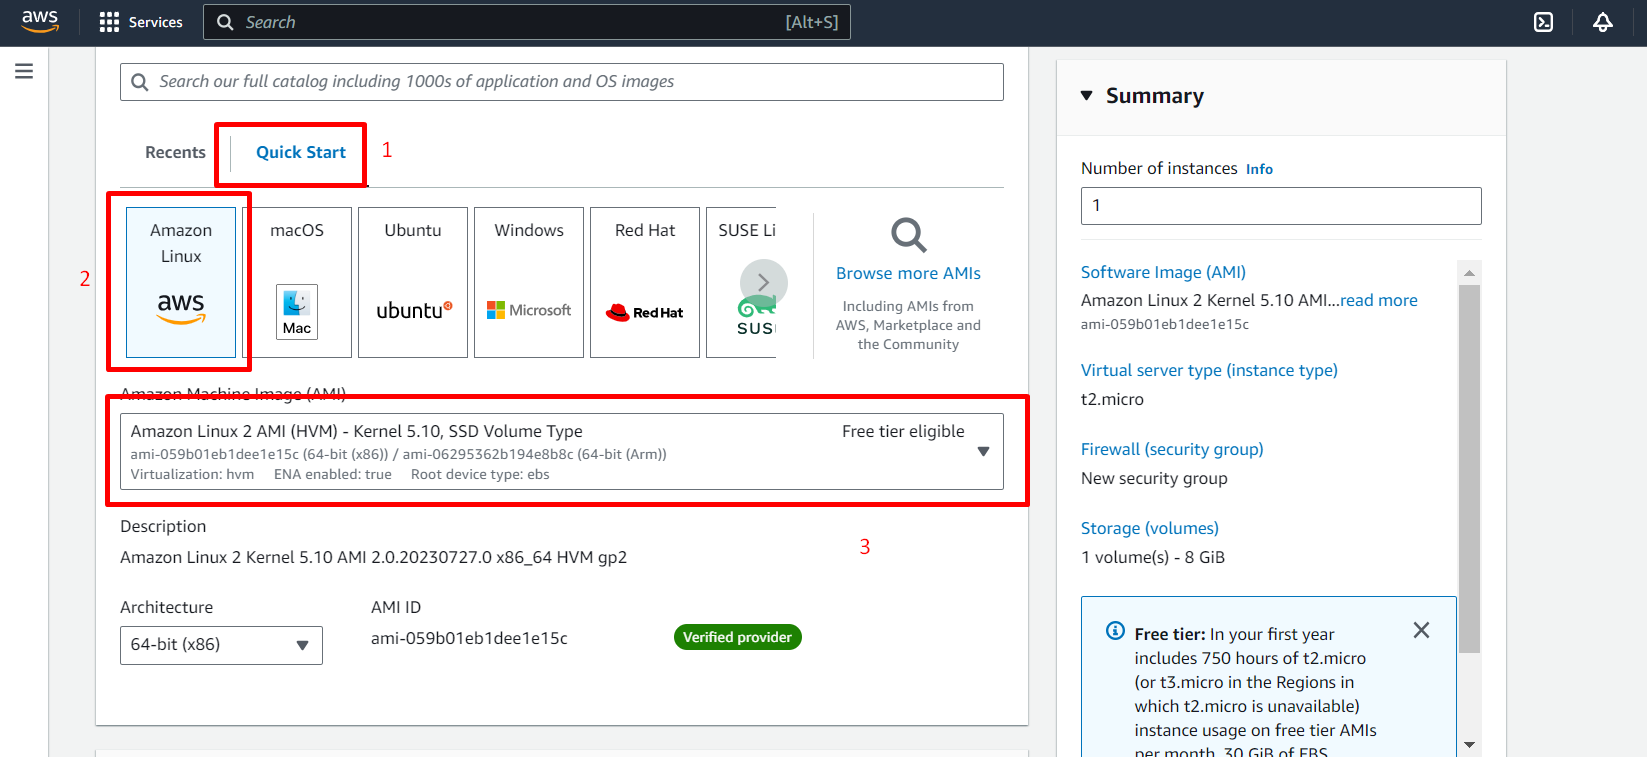 aws
Services
Search
[Alt+S]
Search our full catalog including 1000s of application and OS images
Recents
Quick Start
1
2
Amazon
Linux
aws
macOS
Mac
Ubuntu
ubuntu
Windows
Microsoft
Red Hat
Red Hat
SUSE Li
SUS
Browse more AMIs
Including AMIs from
AWS, Marketplace and
the Community
Amazon Machine Image (AMI)
Amazon Linux 2 AMI (HVM) - Kernel 5.10, SSD Volume Type
Free tier eligible
ami-059b01eb1dee1e15c (64-bit (x86)) / ami-06295362b194e8b8c (64-bit (Arm))
Virtualization: hvm ENA enabled: true Root device type: ebs
3
Description
Amazon Linux 2 Kernel 5.10 AMI 2.0.20230727.0 x86_64 HVM gp2
Architecture
64-bit (x86)
AMI ID
ami-059b01eb1dee1e15c
Verified provider
Summary
Number of instances Info
1
Software Image (AMI)
Amazon Linux 2 Kernel 5.10 AMI...read more
ami-059b01eb1dee1e15c
Virtual server type (instance type)
t2.micro
Firewall (security group)
New security group
Storage (volumes)
1 volume(s) - 8 GiB
Free tier: In your first year
includes 750 hours of t2.micro
(or t3.micro in the Regions in
which t2.micro is unavailable)
instance usage on free tier AMIs
per month, 30 GiB of EBS